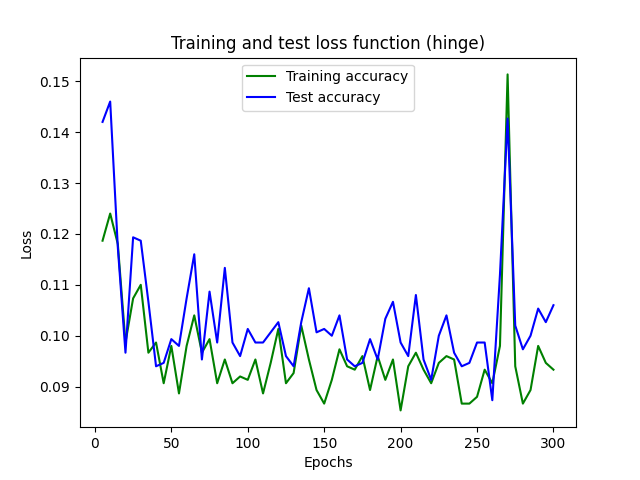 Training and test loss function (hinge)
Training accuracy
Test accuracy
Loss
0.15
0.14
0.13
0.12
0.11
0.10
0.09
0 50 100 150 200 250 300
Epochs